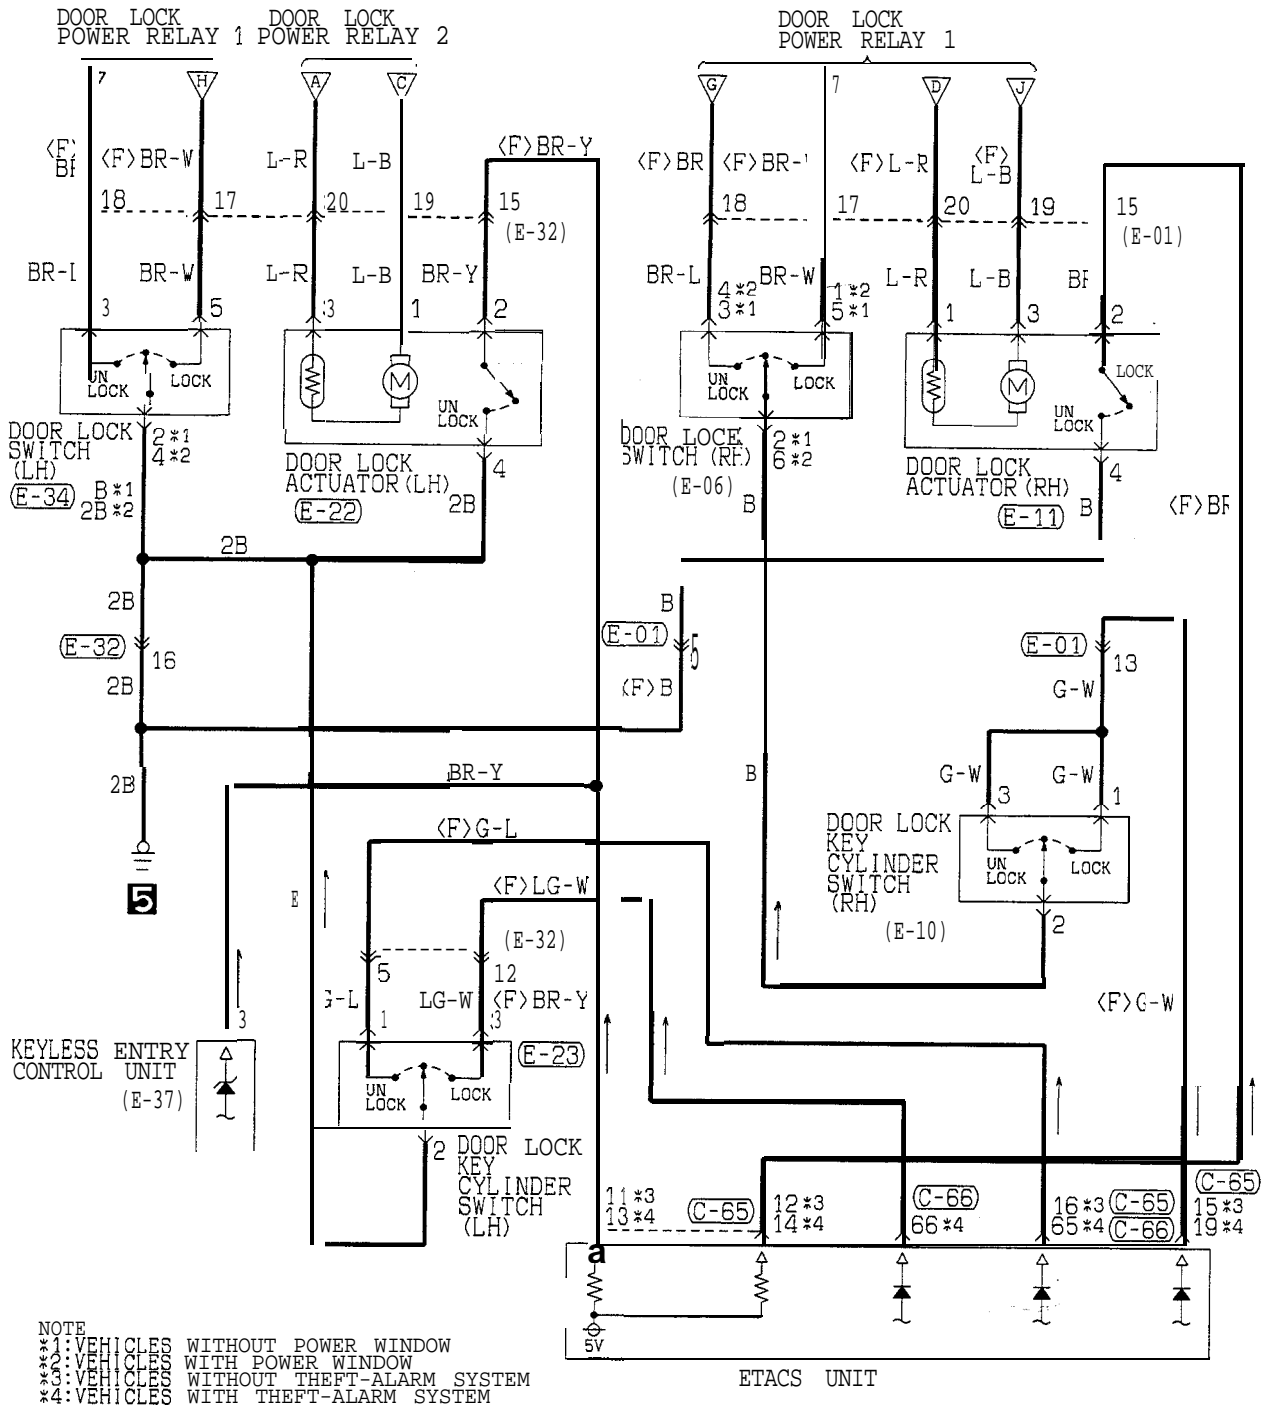 DOOR LOCK
POWER RELAY 1
DOOR LOCK
POWER RELAY 2
DOOR LOCK
POWER RELAY 1
7
H
A
C
G
7
D
J
<F>BR-W
L-R
L-B
<F>BR-Y
<F>BR
<F>BR-
<F>L-R
<F>
L-B
18
17
20
19
15
(E-32)
18
17
20
19
15
(E-01)
BR-W
L-R
L-B
BR-Y
BR-L
BR-W
L-R
L-B
4*2
3*1
1*2
5*1
3
5
3
1
2
1
3
2
UN
LOCK
LOCK
M
UN
LOCK
UN
LOCK
LOCK
M
LOCK
UN
LOCK
DOOR LOCK
SWITCH
(LH)
E-34
2*1
4*2
B*1
2B*2
DOOR LOCK
ACTUATOR(LH)
E-22
4
2B
DOOR LOCK
SWITCH (RH)
(E-06)
2*1
6*2
B
DOOR LOCK
ACTUATOR(RH)
E-11
4
B
<F>BR
2B
2B
E-32
16
2B
B
E-01
5
<F>B
E-01
13
G-W
2B
BR-Y
B
G-W
G-W
3
1
<F>G-L
DOOR LOCK
KEY
CYLINDER
SWITCH
(RH)
(E-10)
UN
LOCK
LOCK
2
5
<F>LG-W
(E-32)
5
12
LG-W
<F>BR-Y
1
3
E-23
<F>G-W
3
KEYLESS ENTRY
CONTROL UNIT
(E-37)
UN
LOCK
LOCK
2
DOOR LOCK
KEY
CYLINDER
SWITCH
(LH)
11*3
13*4
C-65
12*3
14*4
C-66
66*4
16*3
65*4
C-65
C-66
C-65
15*3
19*4
a
5V
ETACS UNIT
NOTE
*1:VEHICLES WITHOUT POWER WINDOW
*2:VEHICLES WITH POWER WINDOW
*3:VEHICLES WITHOUT THEFT-ALARM SYSTEM
*4:VEHICLES WITH THEFT-ALARM SYSTEM